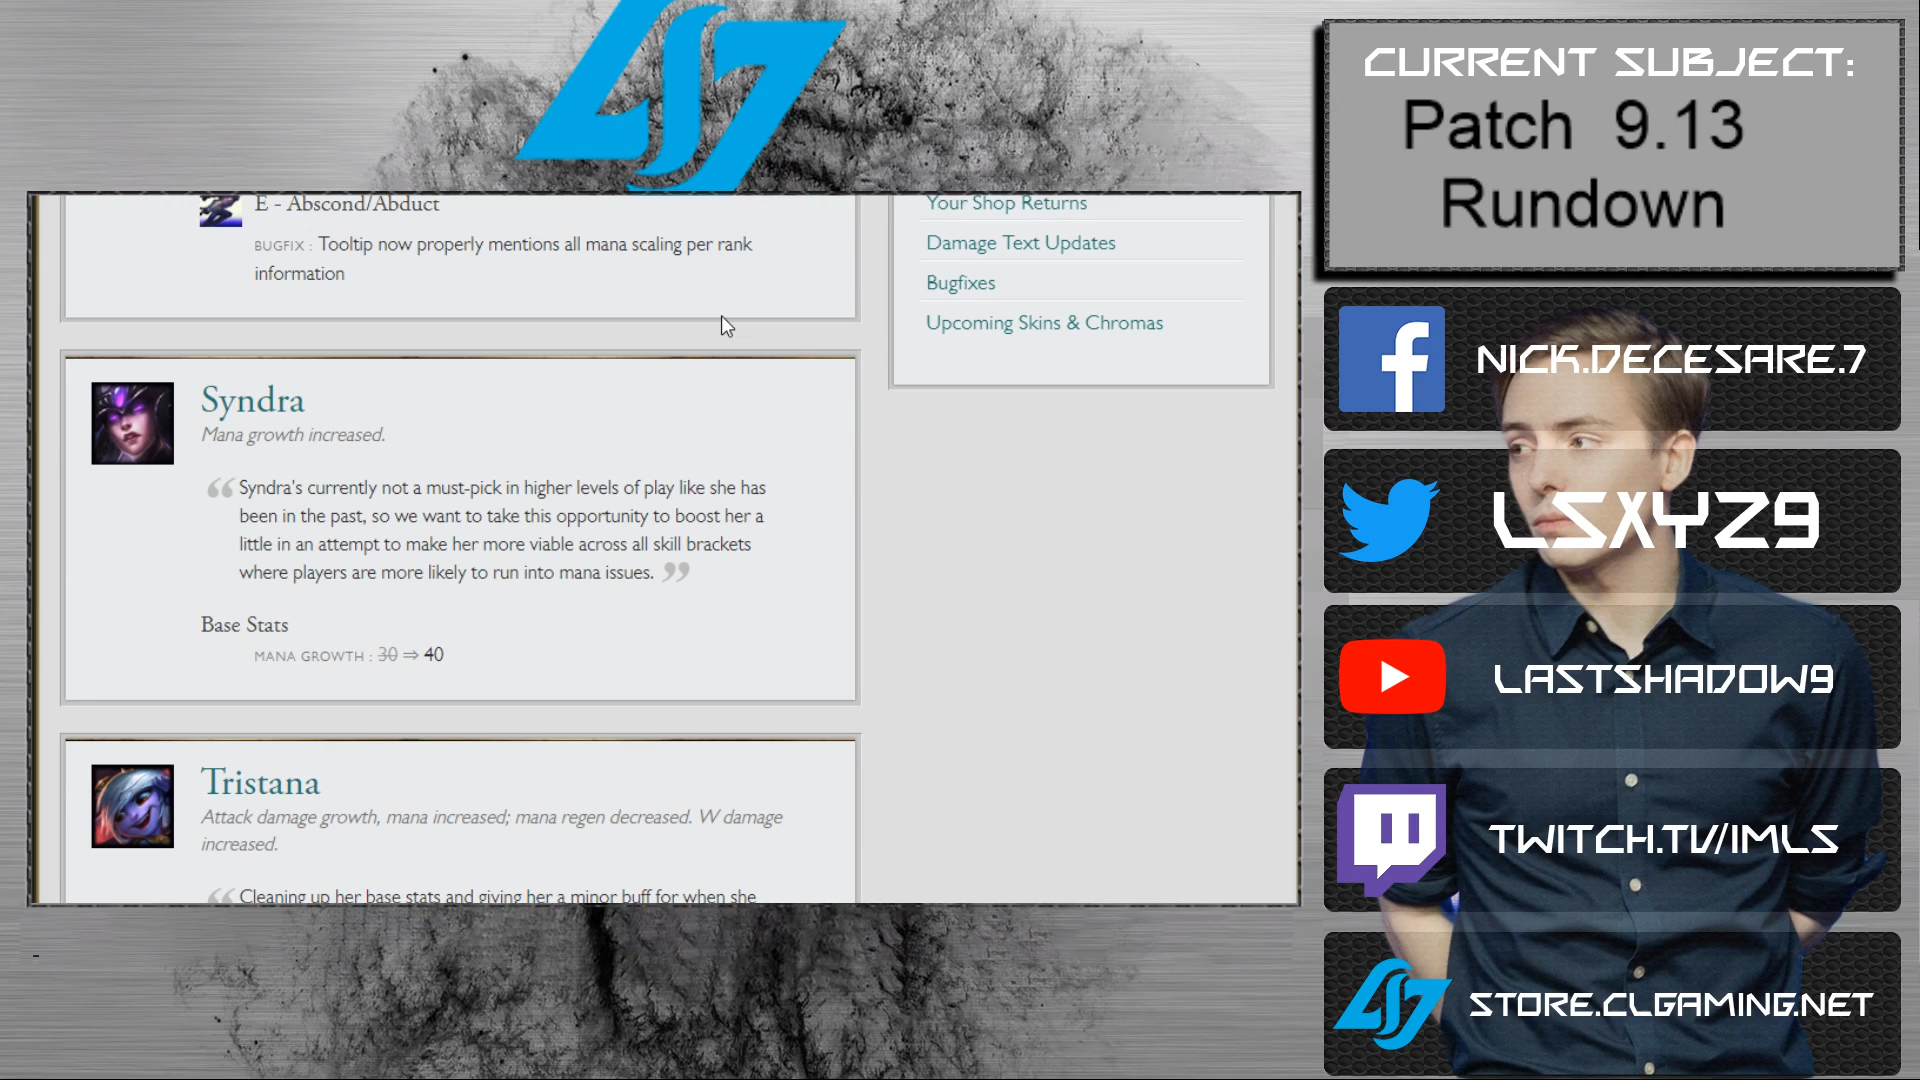 CURRENT SUBJECT:
Patch 9.13
Rundown
E - Abscond/Abduct
BUGFIX : Tooltip now properly mentions all mana scaling per rank
information
Syndra
Mana growth increased.
“ Syndra's currently not a must-pick in higher levels of play like she has
been in the past, so we want to take this opportunity to boost her a
little in an attempt to make her more viable across all skill brackets
where players are more likely to run into mana issues. ”
Base Stats
MANA GROWTH : 30 ⇒ 40
Tristana
Attack damage growth, mana increased; mana regen decreased. W damage
increased.
“ Cleaning up her base stats and giving her a minor buff for when she
Your Shop Returns
Damage Text Updates
Bugfixes
Upcoming Skins & Chromas
NICK.DECESARE.7
LSXYZ9
LASTSHADOW9
TWITCH.TV/IMLS
STORE.CLGAMING.NET